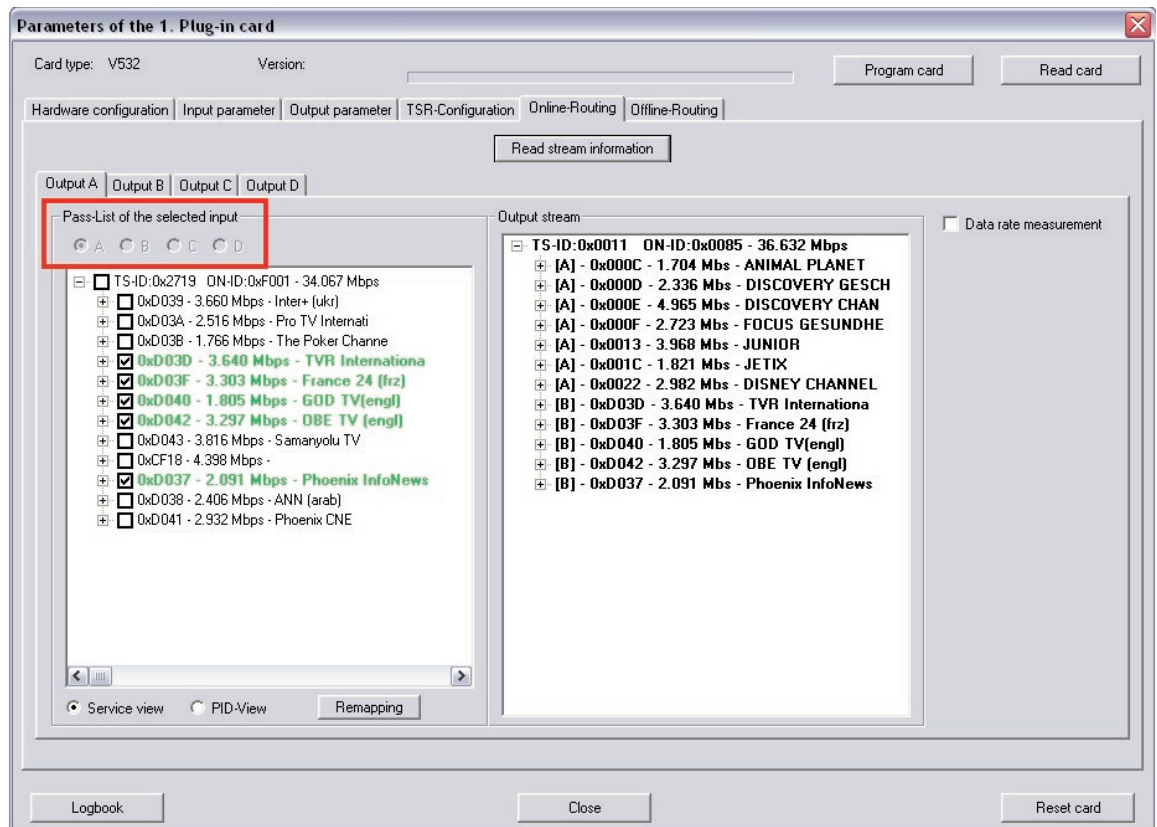 Parameters of the 1. Plug-in card
Card type: V532 Version: Program card Read card
Hardware configuration Input parameter Output parameter TSR-Configuration Online-Routing Offline-Routing
Read stream information
Output A Output B Output C Output D
Pass-List of the selected input
A B C D
TS-ID:0x2719 ON-ID:0xF001 - 34.067 Mbps
0xD039 - 3.660 Mbps - Inter+ (ukr)
0xD03A - 2.516 Mbps - Pro TV Internati
0xD03B - 1.766 Mbps - The Poker Channe
0xD03D - 3.640 Mbps - TVR Internationa
0xD03F - 3.303 Mbps - France 24 (frz)
0xD040 - 1.805 Mbps - GOD TV(engl)
0xD042 - 3.297 Mbps - OBE TV (engl)
0xD043 - 3.816 Mbps - Samanyolu TV
0xCF18 - 4.398 Mbps -
0xD037 - 2.091 Mbps - Phoenix InfoNews
0xD038 - 2.406 Mbps - ANN (arab)
0xD041 - 2.932 Mbps - Phoenix CNE
Service view PID-View Remapping
Output stream
TS-ID:0x0011 ON-ID:0x0085 - 36.632 Mbps
[A] - 0x000C - 1.704 Mbs - ANIMAL PLANET
[A] - 0x000D - 2.336 Mbs - DISCOVERY GESCH
[A] - 0x000E - 4.965 Mbs - DISCOVERY CHAN
[A] - 0x000F - 2.723 Mbs - FOCUS GESUNDHE
[A] - 0x0013 - 3.968 Mbs - JUNIOR
[A] - 0x001C - 1.821 Mbs - JETIX
[A] - 0x0022 - 2.982 Mbs - DISNEY CHANNEL
[B] - 0xD03D - 3.640 Mbs - TVR Internationa
[B] - 0xD03F - 3.303 Mbs - France 24 (frz)
[B] - 0xD040 - 1.805 Mbs - GOD TV(engl)
[B] - 0xD042 - 3.297 Mbs - OBE TV (engl)
[B] - 0xD037 - 2.091 Mbs - Phoenix InfoNews
Data rate measurement
Logbook Close Reset card